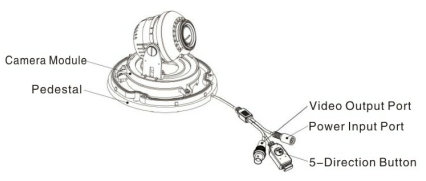 Camera Module
Pedestal
Video Output Port
Power Input Port
5-Direction Button